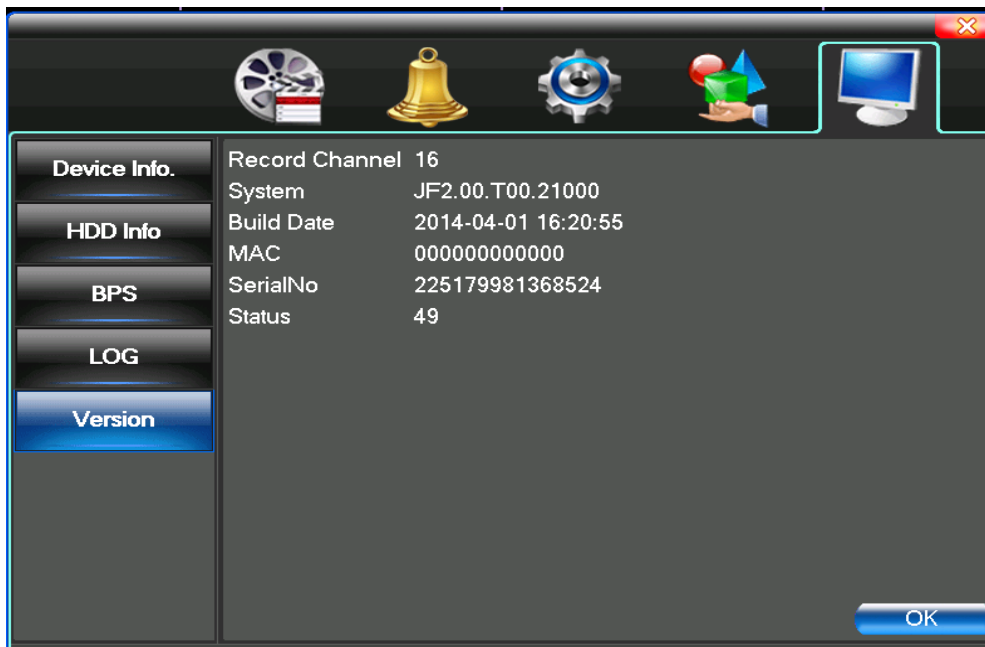 Device Info.
HDD Info
BPS
LOG
Version
Record Channel 16
System JF2.00.T00.21000
Build Date 2014-04-01 16:20:55
MAC 000000000000
SerialNo 225179981368524
Status 49
OK